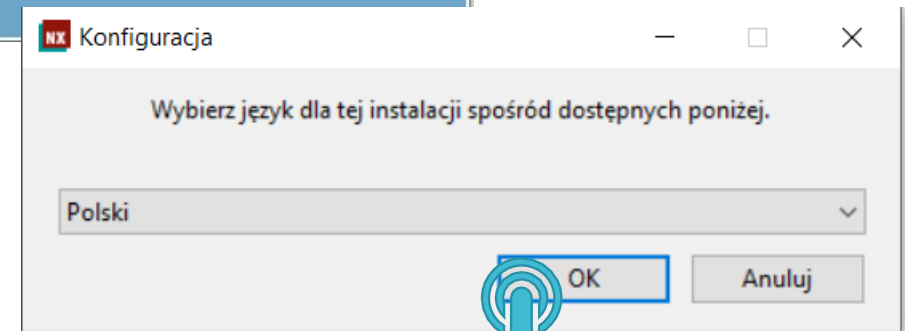 NX Konfiguracja
Wybierz język dla tej instalacji spośród dostępnych poniżej.
Polski
OK Anuluj